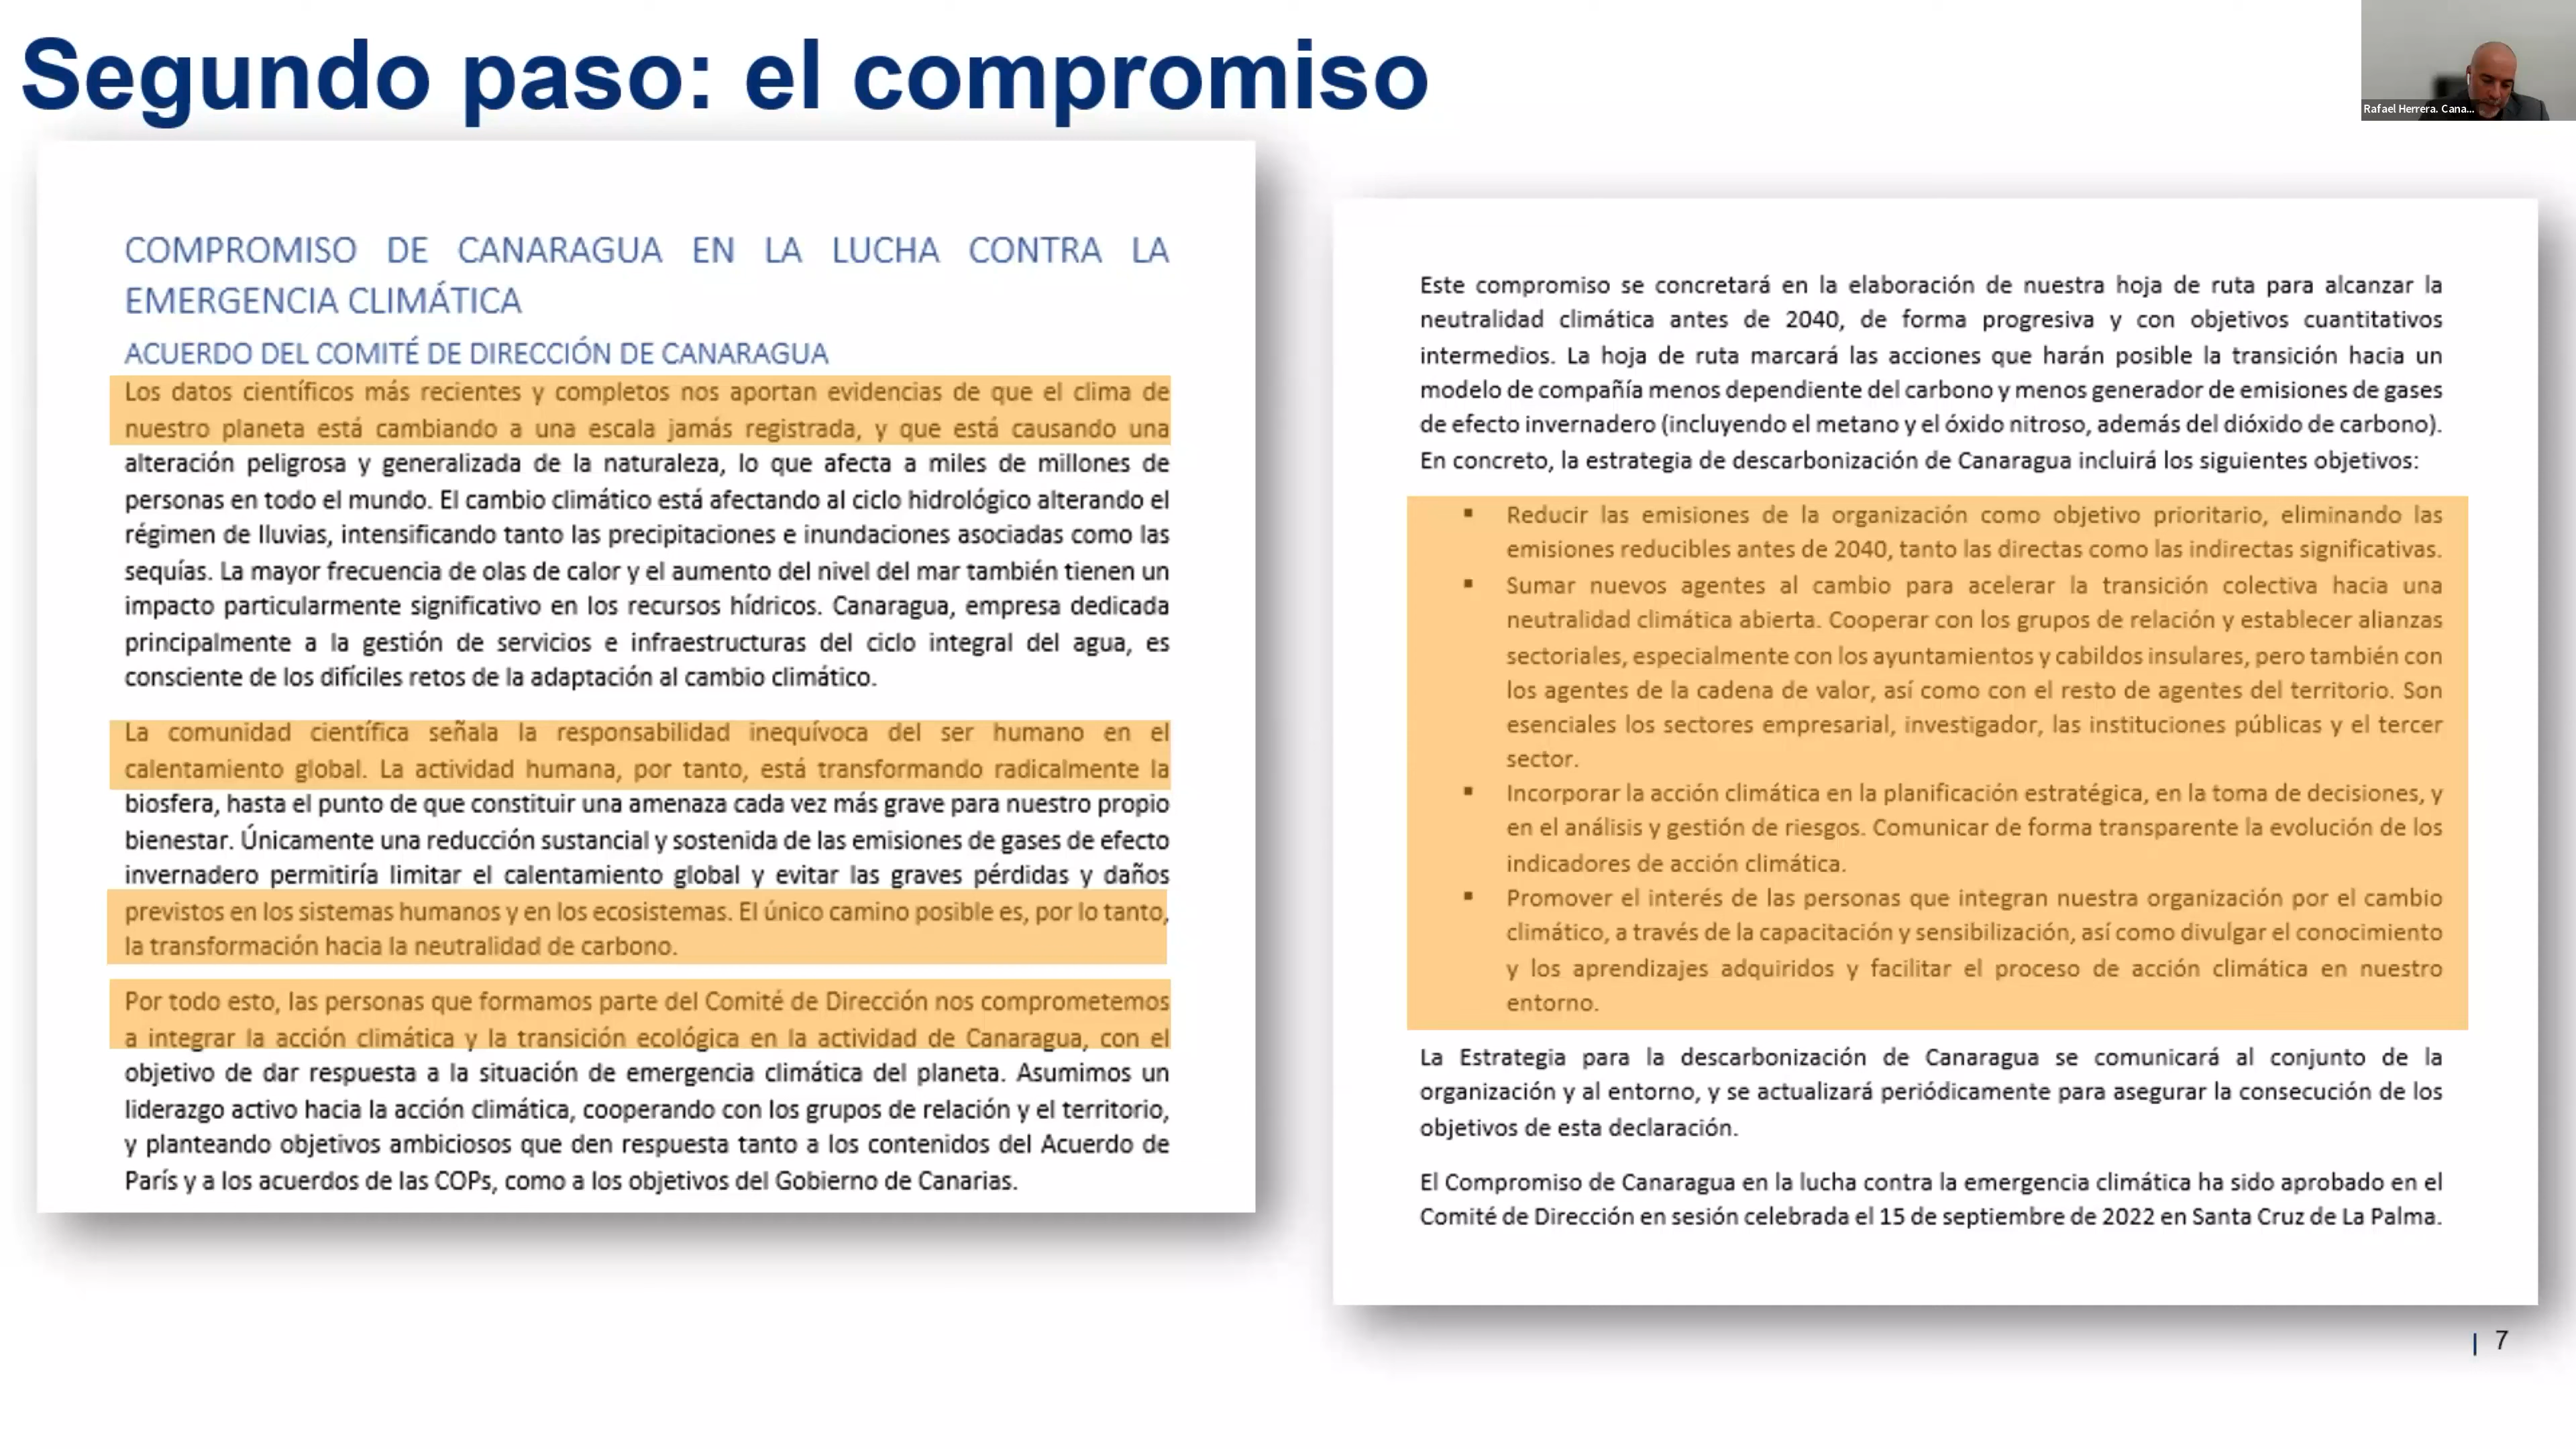 Segundo paso: el compromiso
Rafael Herrera. Cana...
COMPROMISO DE CANARAGUA EN LA LUCHA CONTRA LA
EMERGENCIA CLIMÁTICA
ACUERDO DEL COMITÉ DE DIRECCIÓN DE CANARAGUA
Los datos científicos más recientes y completos nos aportan evidencias de que el clima de
nuestro planeta está cambiando a una escala jamás registrada, y que está causando una
alteración peligrosa y generalizada de la naturaleza, lo que afecta a miles de millones de
personas en todo el mundo. El cambio climático está afectando al ciclo hidrológico alterando el
régimen de lluvias, intensificando tanto las precipitaciones e inundaciones asociadas como las
sequías. La mayor frecuencia de olas de calor y el aumento del nivel del mar también tienen un
impacto particularmente significativo en los recursos hídricos. Canaragua, empresa dedicada
principalmente a la gestión de servicios e infraestructuras del ciclo integral del agua, es
consciente de los difíciles retos de la adaptación al cambio climático.
La comunidad científica señala la responsabilidad inequívoca del ser humano en el
calentamiento global. La actividad humana, por tanto, está transformando radicalmente la
biosfera, hasta el punto de que constituir una amenaza cada vez más grave para nuestro propio
bienestar. Únicamente una reducción sustancial y sostenida de las emisiones de gases de efecto
invernadero permitiría limitar el calentamiento global y evitar las graves pérdidas y daños
previstos en los sistemas humanos y en los ecosistemas. El único camino posible es, por lo tanto,
la transformación hacia la neutralidad de carbono.
Por todo esto, las personas que formamos parte del Comité de Dirección nos comprometemos
a integrar la acción climática y la transición ecológica en la actividad de Canaragua, con el
objetivo de dar respuesta a la situación de emergencia climática del planeta. Asumimos un
liderazgo activo hacia la acción climática, cooperando con los grupos de relación y el territorio,
y planteando objetivos ambiciosos que den respuesta tanto a los contenidos del Acuerdo de
París y a los acuerdos de las COPs, como a los objetivos del Gobierno de Canarias.
Este compromiso se concretará en la elaboración de nuestra hoja de ruta para alcanzar la
neutralidad climática antes de 2040, de forma progresiva y con objetivos cuantitativos
intermedios. La hoja de ruta marcará las acciones que harán posible la transición hacia un
modelo de compañía menos dependiente del carbono y menos generador de emisiones de gases
de efecto invernadero (incluyendo el metano y el óxido nitroso, además del dióxido de carbono).
En concreto, la estrategia de descarbonización de Canaragua incluirá los siguientes objetivos:
▪ Reducir las emisiones de la organización como objetivo prioritario, eliminando las
emisiones reducibles antes de 2040, tanto las directas como las indirectas significativas.
▪ Sumar nuevos agentes al cambio para acelerar la transición colectiva hacia una
neutralidad climática abierta. Cooperar con los grupos de relación y establecer alianzas
sectoriales, especialmente con los ayuntamientos y cabildos insulares, pero también con
los agentes de la cadena de valor, así como con el resto de agentes del territorio. Son
esenciales los sectores empresarial, investigador, las instituciones públicas y el tercer
sector.
▪ Incorporar la acción climática en la planificación estratégica, en la toma de decisiones, y
en el análisis y gestión de riesgos. Comunicar de forma transparente la evolución de los
indicadores de acción climática.
▪ Promover el interés de las personas que integran nuestra organización por el cambio
climático, a través de la capacitación y sensibilización, así como divulgar el conocimiento
y los aprendizajes adquiridos y facilitar el proceso de acción climática en nuestro
entorno.
La Estrategia para la descarbonización de Canaragua se comunicará al conjunto de la
organización y al entorno, y se actualizará periódicamente para asegurar la consecución de los
objetivos de esta declaración.
El Compromiso de Canaragua en la lucha contra la emergencia climática ha sido aprobado en el
Comité de Dirección en sesión celebrada el 15 de septiembre de 2022 en Santa Cruz de La Palma.
| 7